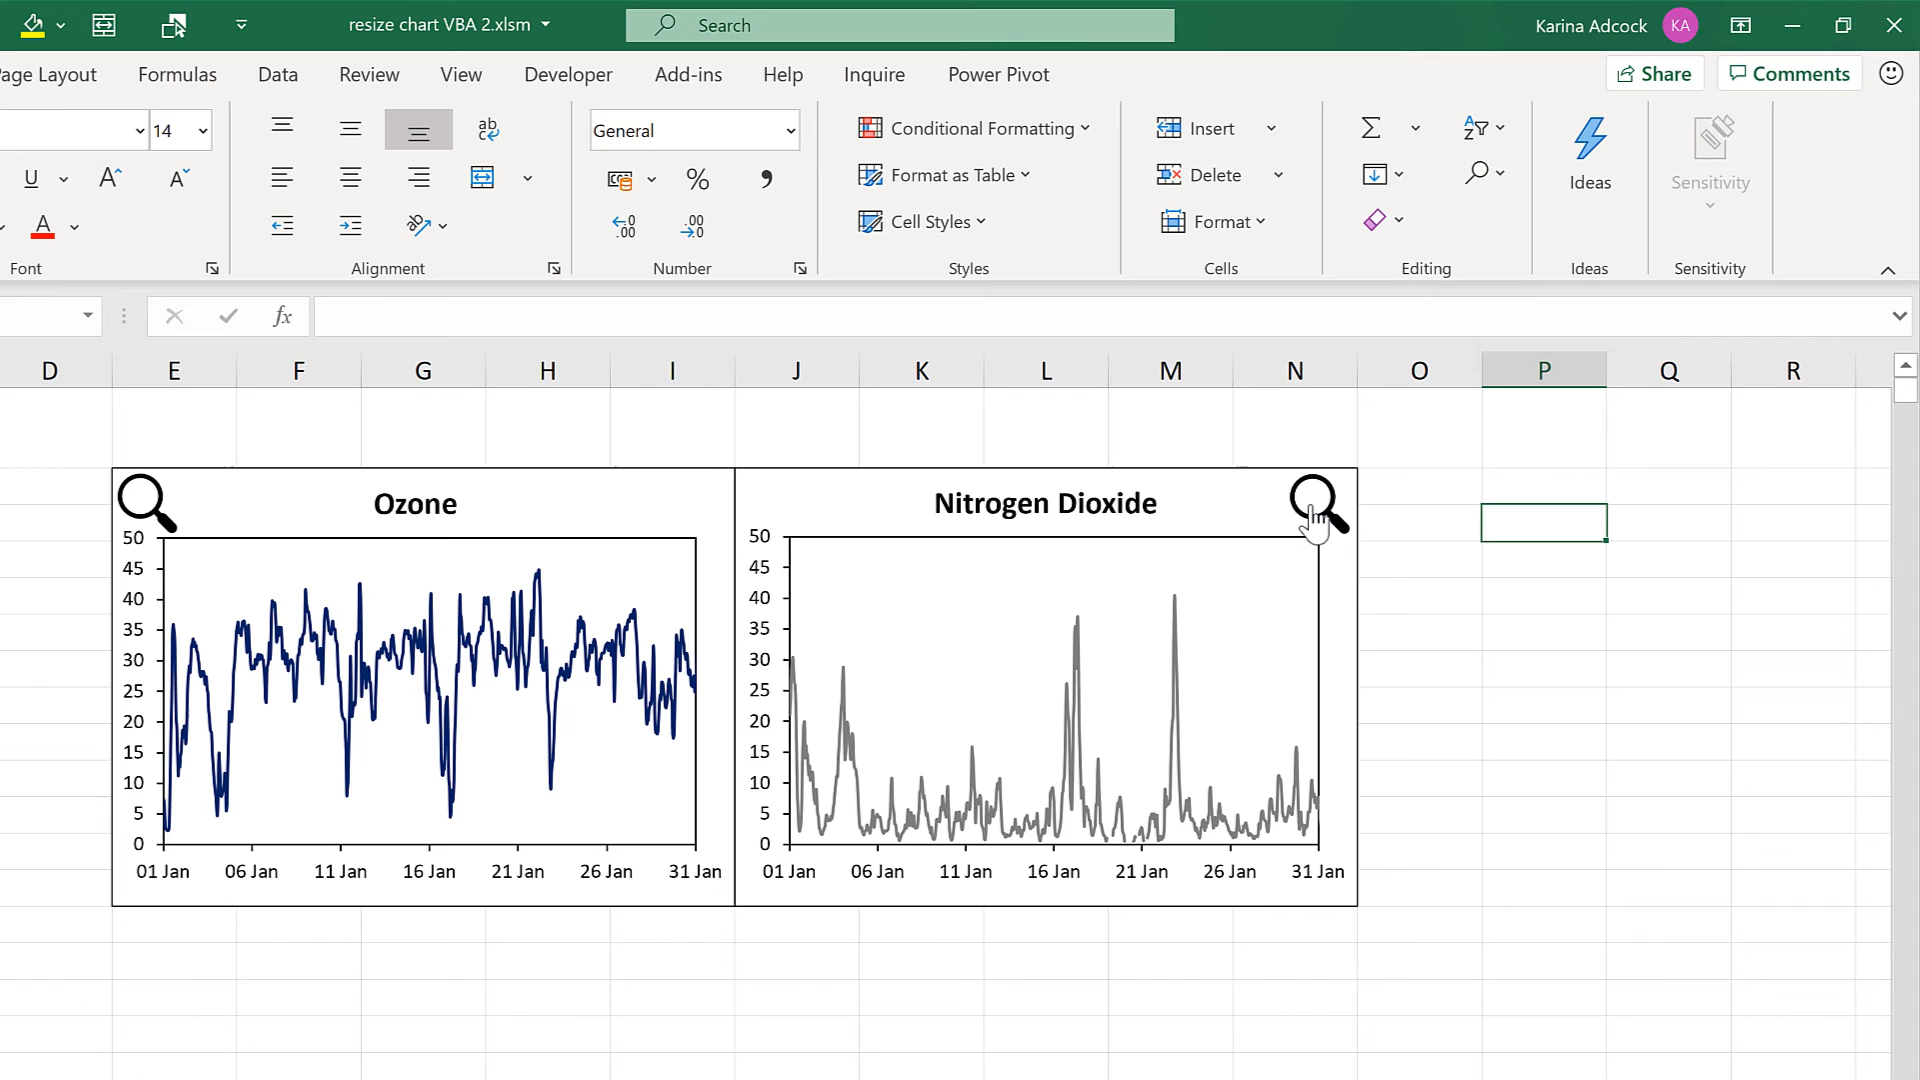 resize chart VBA 2.xlsm
Search
Karina Adcock KA
age Layout Formulas Data Review View Developer Add-ins Help Inquire Power Pivot Share Comments
14 ab c General Conditional Formatting Insert Σ A Z
U A A % , Format as Table Delete Ideas Sensitivity
A ab .00 .00 Cell Styles Format
Font Alignment Number Styles Cells Editing Ideas Sensitivity
fx
D E F G H I J K L M N O P Q R
Ozone
50
45
40
35
30
25
20
15
10
5
0
01 Jan 06 Jan 11 Jan 16 Jan 21 Jan 26 Jan 31 Jan
Nitrogen Dioxide
50
45
40
35
30
25
20
15
10
5
0
01 Jan 06 Jan 11 Jan 16 Jan 21 Jan 26 Jan 31 Jan